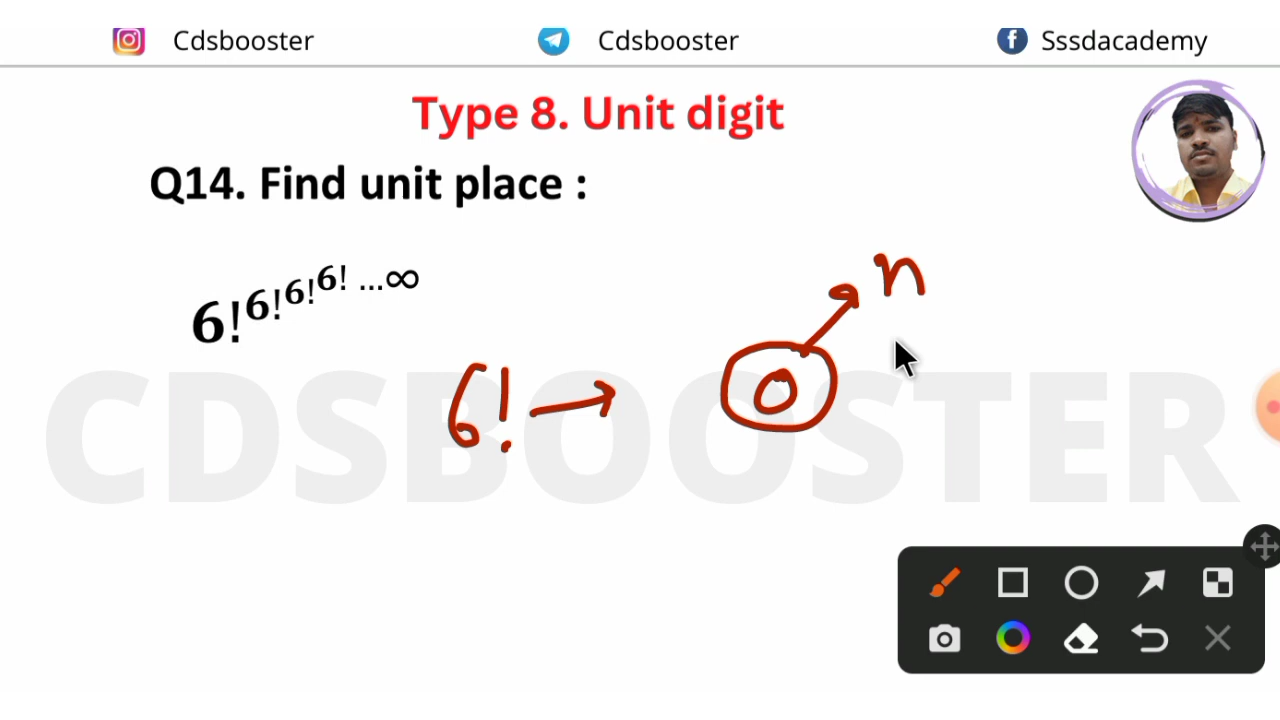 Cdsbooster Cdsbooster Sssdacademy
Type 8. Unit digit
Q14. Find unit place :
6!^6!^6!^6! ...∞
n
6! → 0
CDSBOOSTER